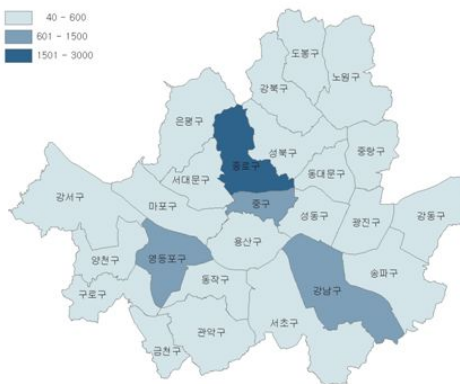 40 - 600
601 - 1500
1501 - 3000
도봉구
노원구
강북구
은평구
성북구
중랑구
종로구
동대문구
서대문구
강서구
마포구
중구
성동구
광진구
강동구
용산구
양천구
영등포구
동작구
강남구
송파구
구로구
서초구
관악구
금천구